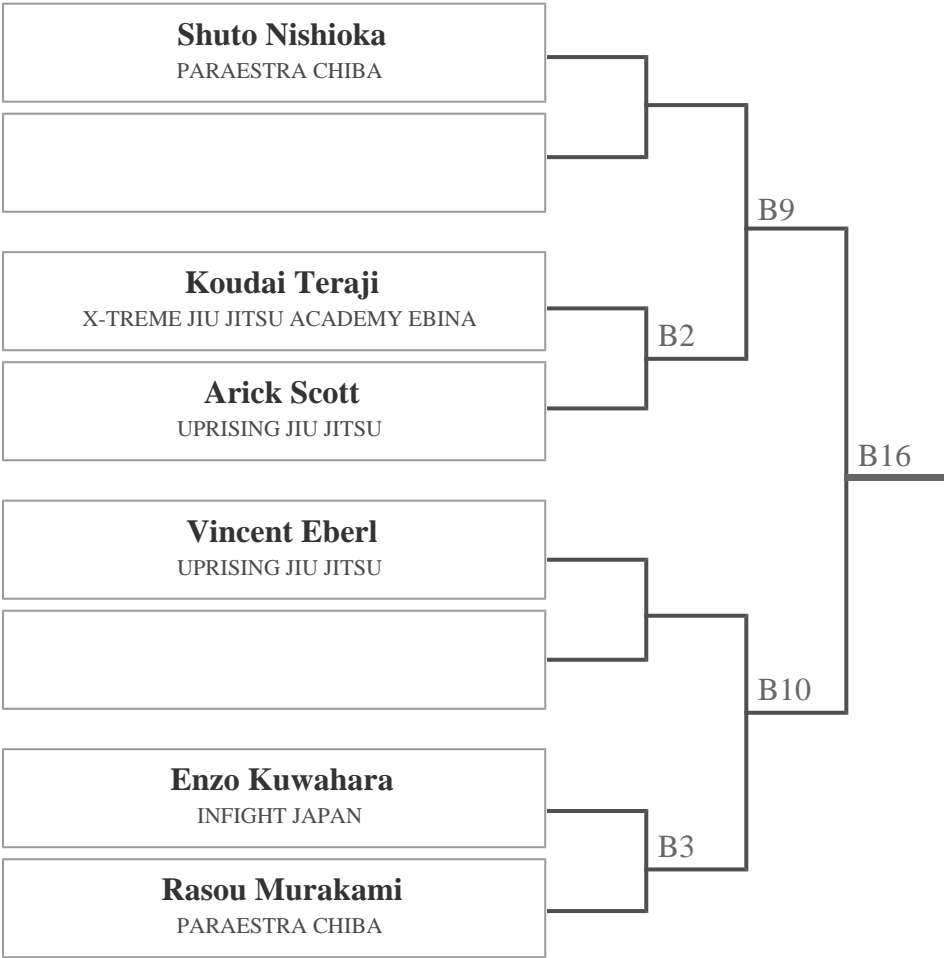 Shuto Nishioka
PARAESTRA CHIBA
B9
Koudai Teraji
X-TREME JIU JITSU ACADEMY EBINA
B2
Arick Scott
UPRISING JIU JITSU
B16
Vincent Eberl
UPRISING JIU JITSU
B10
Enzo Kuwahara
INFIGHT JAPAN
B3
Rasou Murakami
PARAESTRA CHIBA